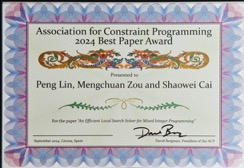 Association for Constraint Programming
2024 Best Paper Award
Presented to
Peng Lin, Mengchuan Zou and Shaowei Cai
For the paper "An Efficient Local Search Solver for Mixed Integer Programming"
September 2024, Girona, Spain
David Bergman, President of the ACP